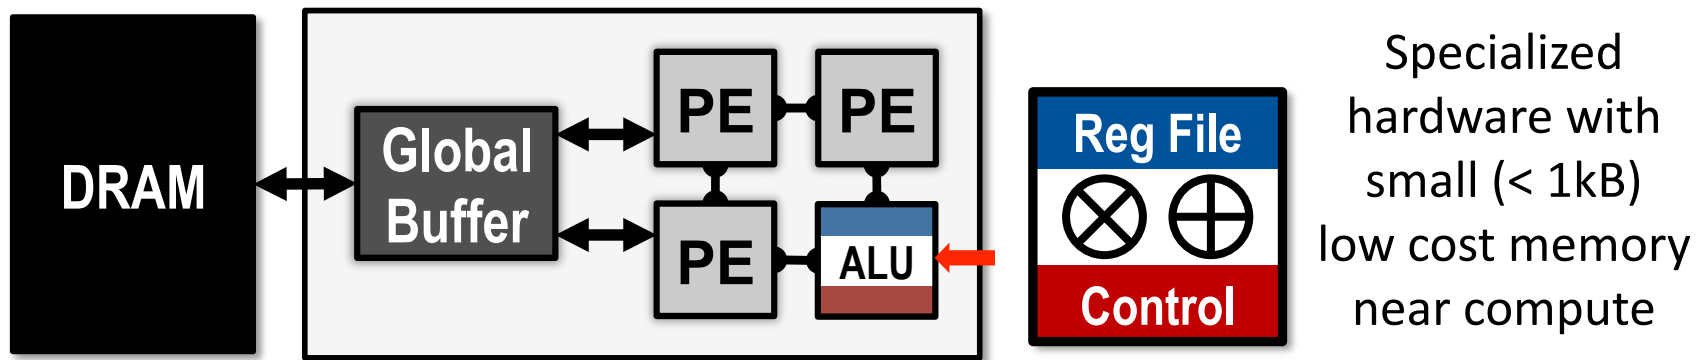 DRAM
Global
Buffer
PE
PE
PE
ALU
Reg File
Control
Specialized
hardware with
small (< 1kB)
low cost memory
near compute